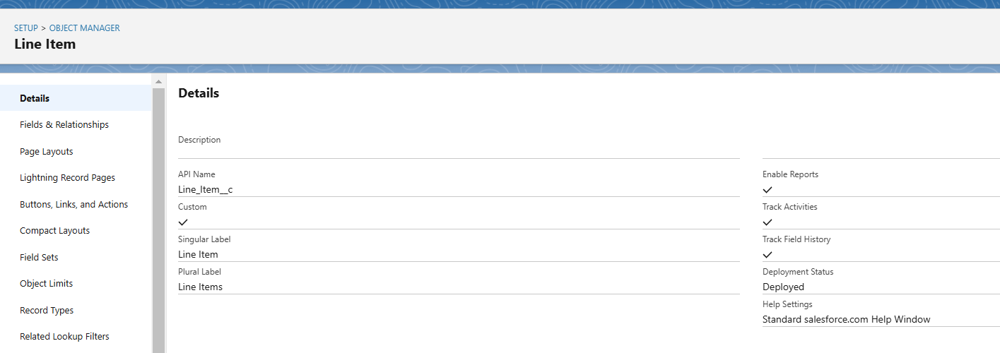 SETUP > OBJECT MANAGER
Line Item
Details
Fields & Relationships
Page Layouts
Lightning Record Pages
Buttons, Links, and Actions
Compact Layouts
Field Sets
Object Limits
Record Types
Related Lookup Filters
Details
Description
API Name
Line_Item__c
Custom
Singular Label
Line Item
Plural Label
Line Items
Enable Reports
Track Activities
Track Field History
Deployment Status
Deployed
Help Settings
Standard salesforce.com Help Window